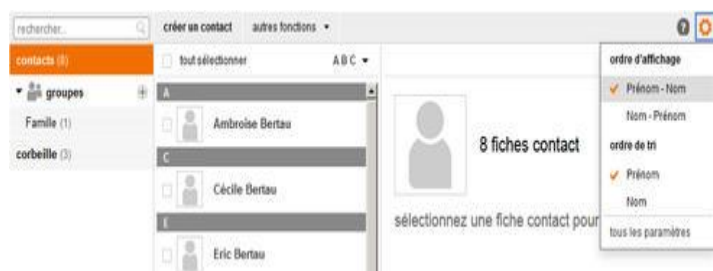 rechercher...
créer un contact
autres fonctions
?
contacts (8)
groupes
Famille (1)
corbeille (3)
tout sélectionner
A B C
A
Ambroise Bertau
C
Cécile Bertau
E
Eric Bertau
8 fiches contact
sélectionnez une fiche contact pour
ordre d'affichage
Prénom - Nom
Nom - Prénom
ordre de tri
Prénom
Nom
tous les paramètres